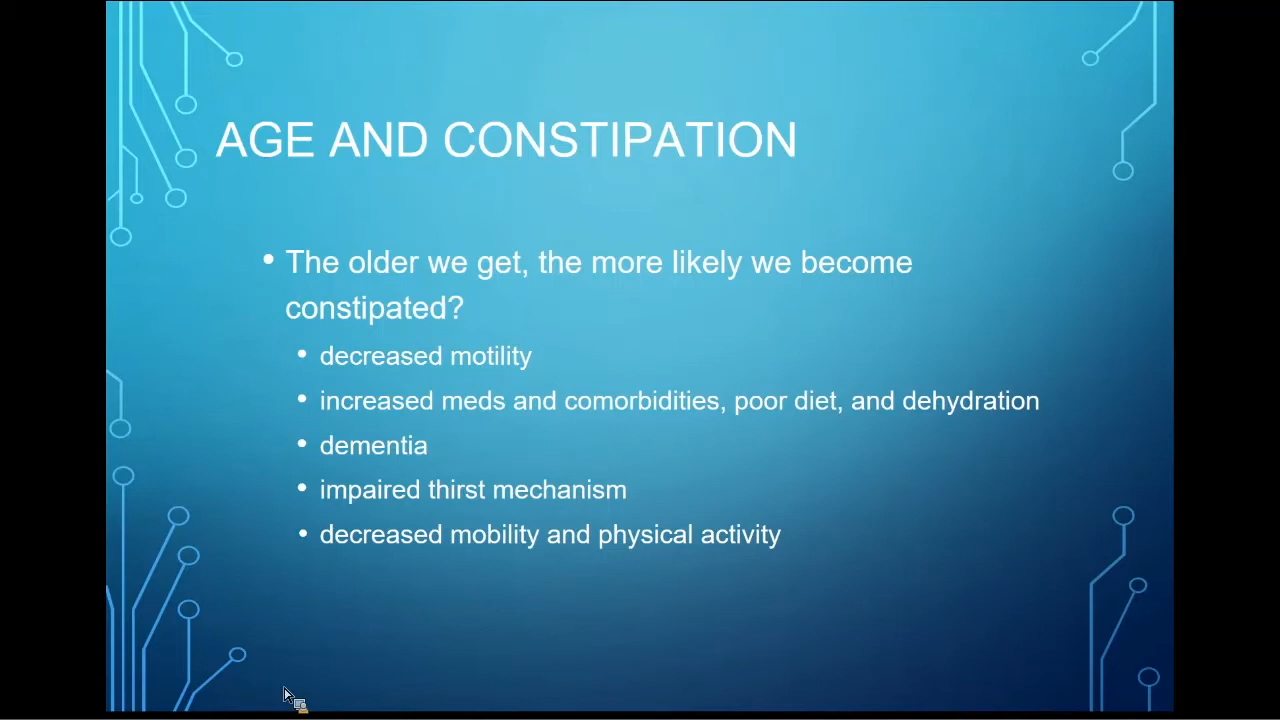 AGE AND CONSTIPATION
• The older we get, the more likely we become
constipated?
• decreased motility
• increased meds and comorbidities, poor diet, and dehydration
• dementia
• impaired thirst mechanism
• decreased mobility and physical activity